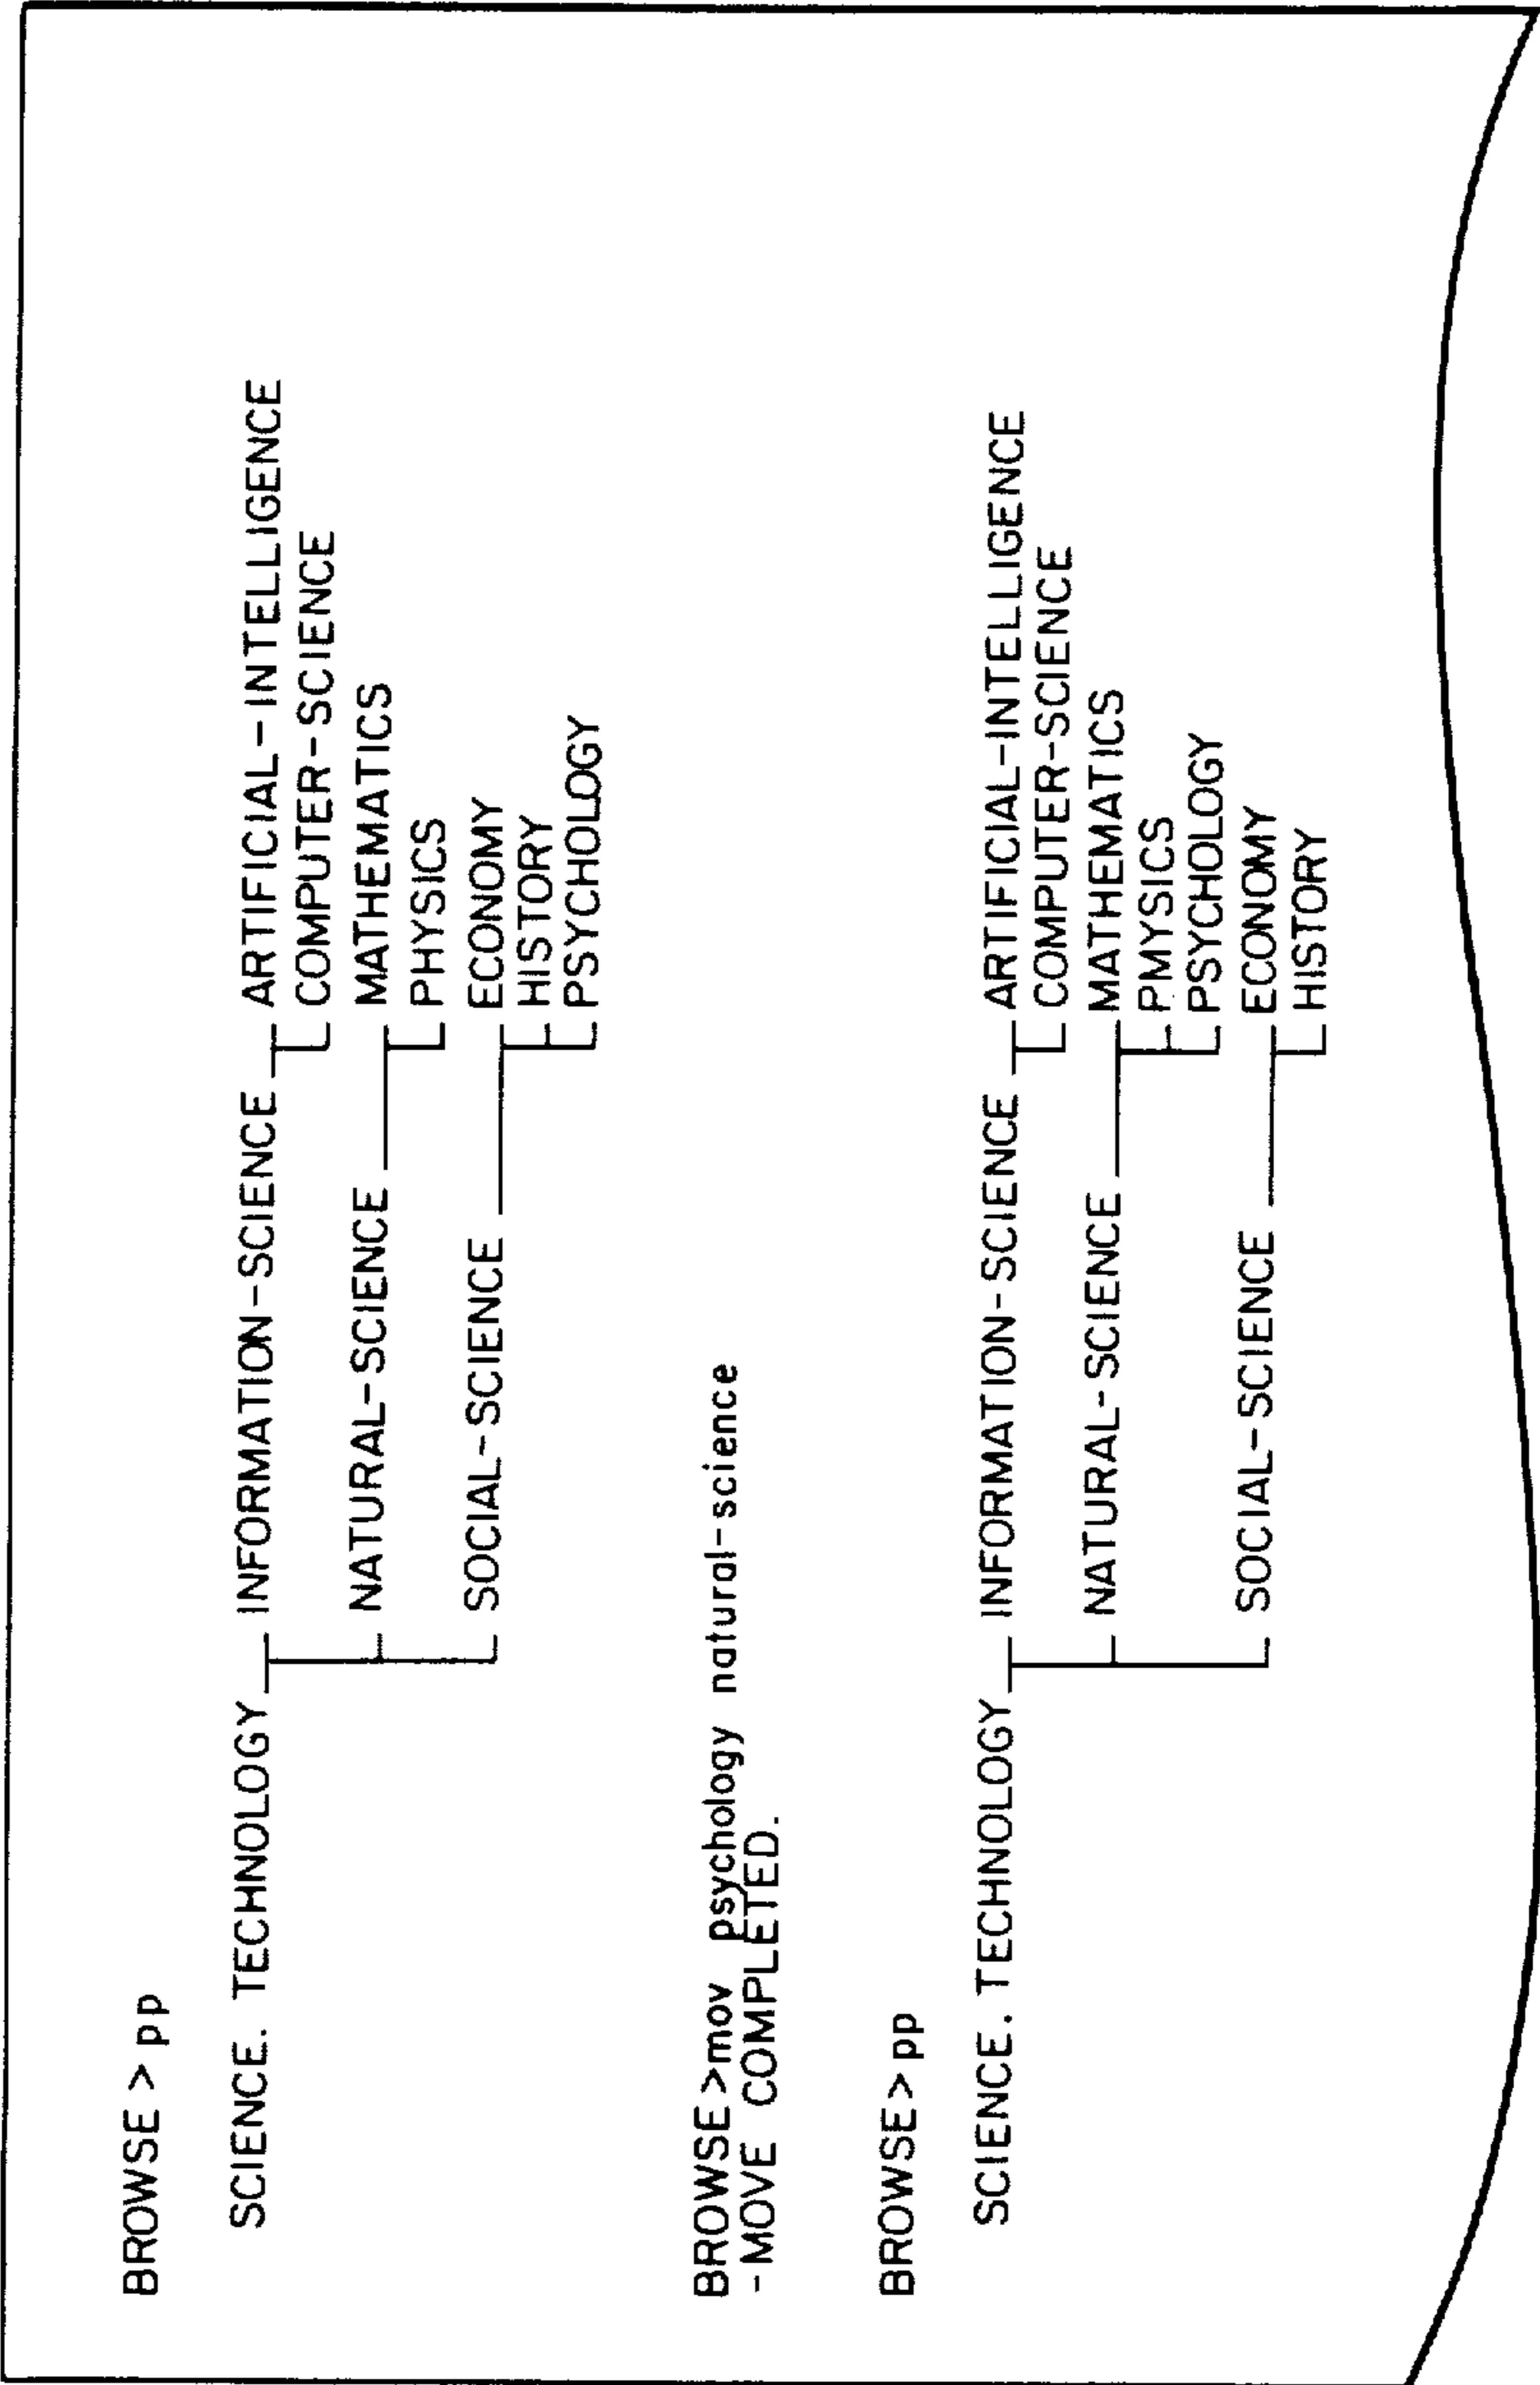 BROWSE > pp
SCIENCE. TECHNOLOGY INFORMATION-SCIENCE ARTIFICIAL-INTELLIGENCE
COMPUTER-SCIENCE
NATURAL-SCIENCE MATHEMATICS
PHYSICS
SOCIAL-SCIENCE ECONOMY
HISTORY
PSYCHOLOGY
BROWSE >mov psychology natural-science
-MOVE COMPLETED.
BROWSE> pp
SCIENCE. TECHNOLOGY INFORMATION-SCIENCE ARTIFICIAL-INTELLIGENCE
COMPUTER-SCIENCE
NATURAL-SCIENCE MATHEMATICS
PMYSICS
PSYCHOLOGY
SOCIAL-SCIENCE ECONOMY
HISTORY